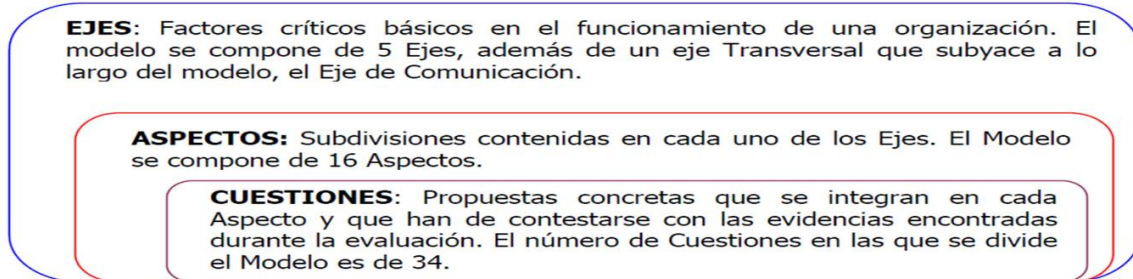 EJES: Factores críticos básicos en el funcionamiento de una organización. El
modelo se compone de 5 Ejes, además de un eje Transversal que subyace a lo
largo del modelo, el Eje de Comunicación.
ASPECTOS: Subdivisiones contenidas en cada uno de los Ejes. El Modelo
se compone de 16 Aspectos.
CUESTIONES: Propuestas concretas que se integran en cada
Aspecto y que han de contestarse con las evidencias encontradas
durante la evaluación. El número de Cuestiones en las que se divide
el Modelo es de 34.